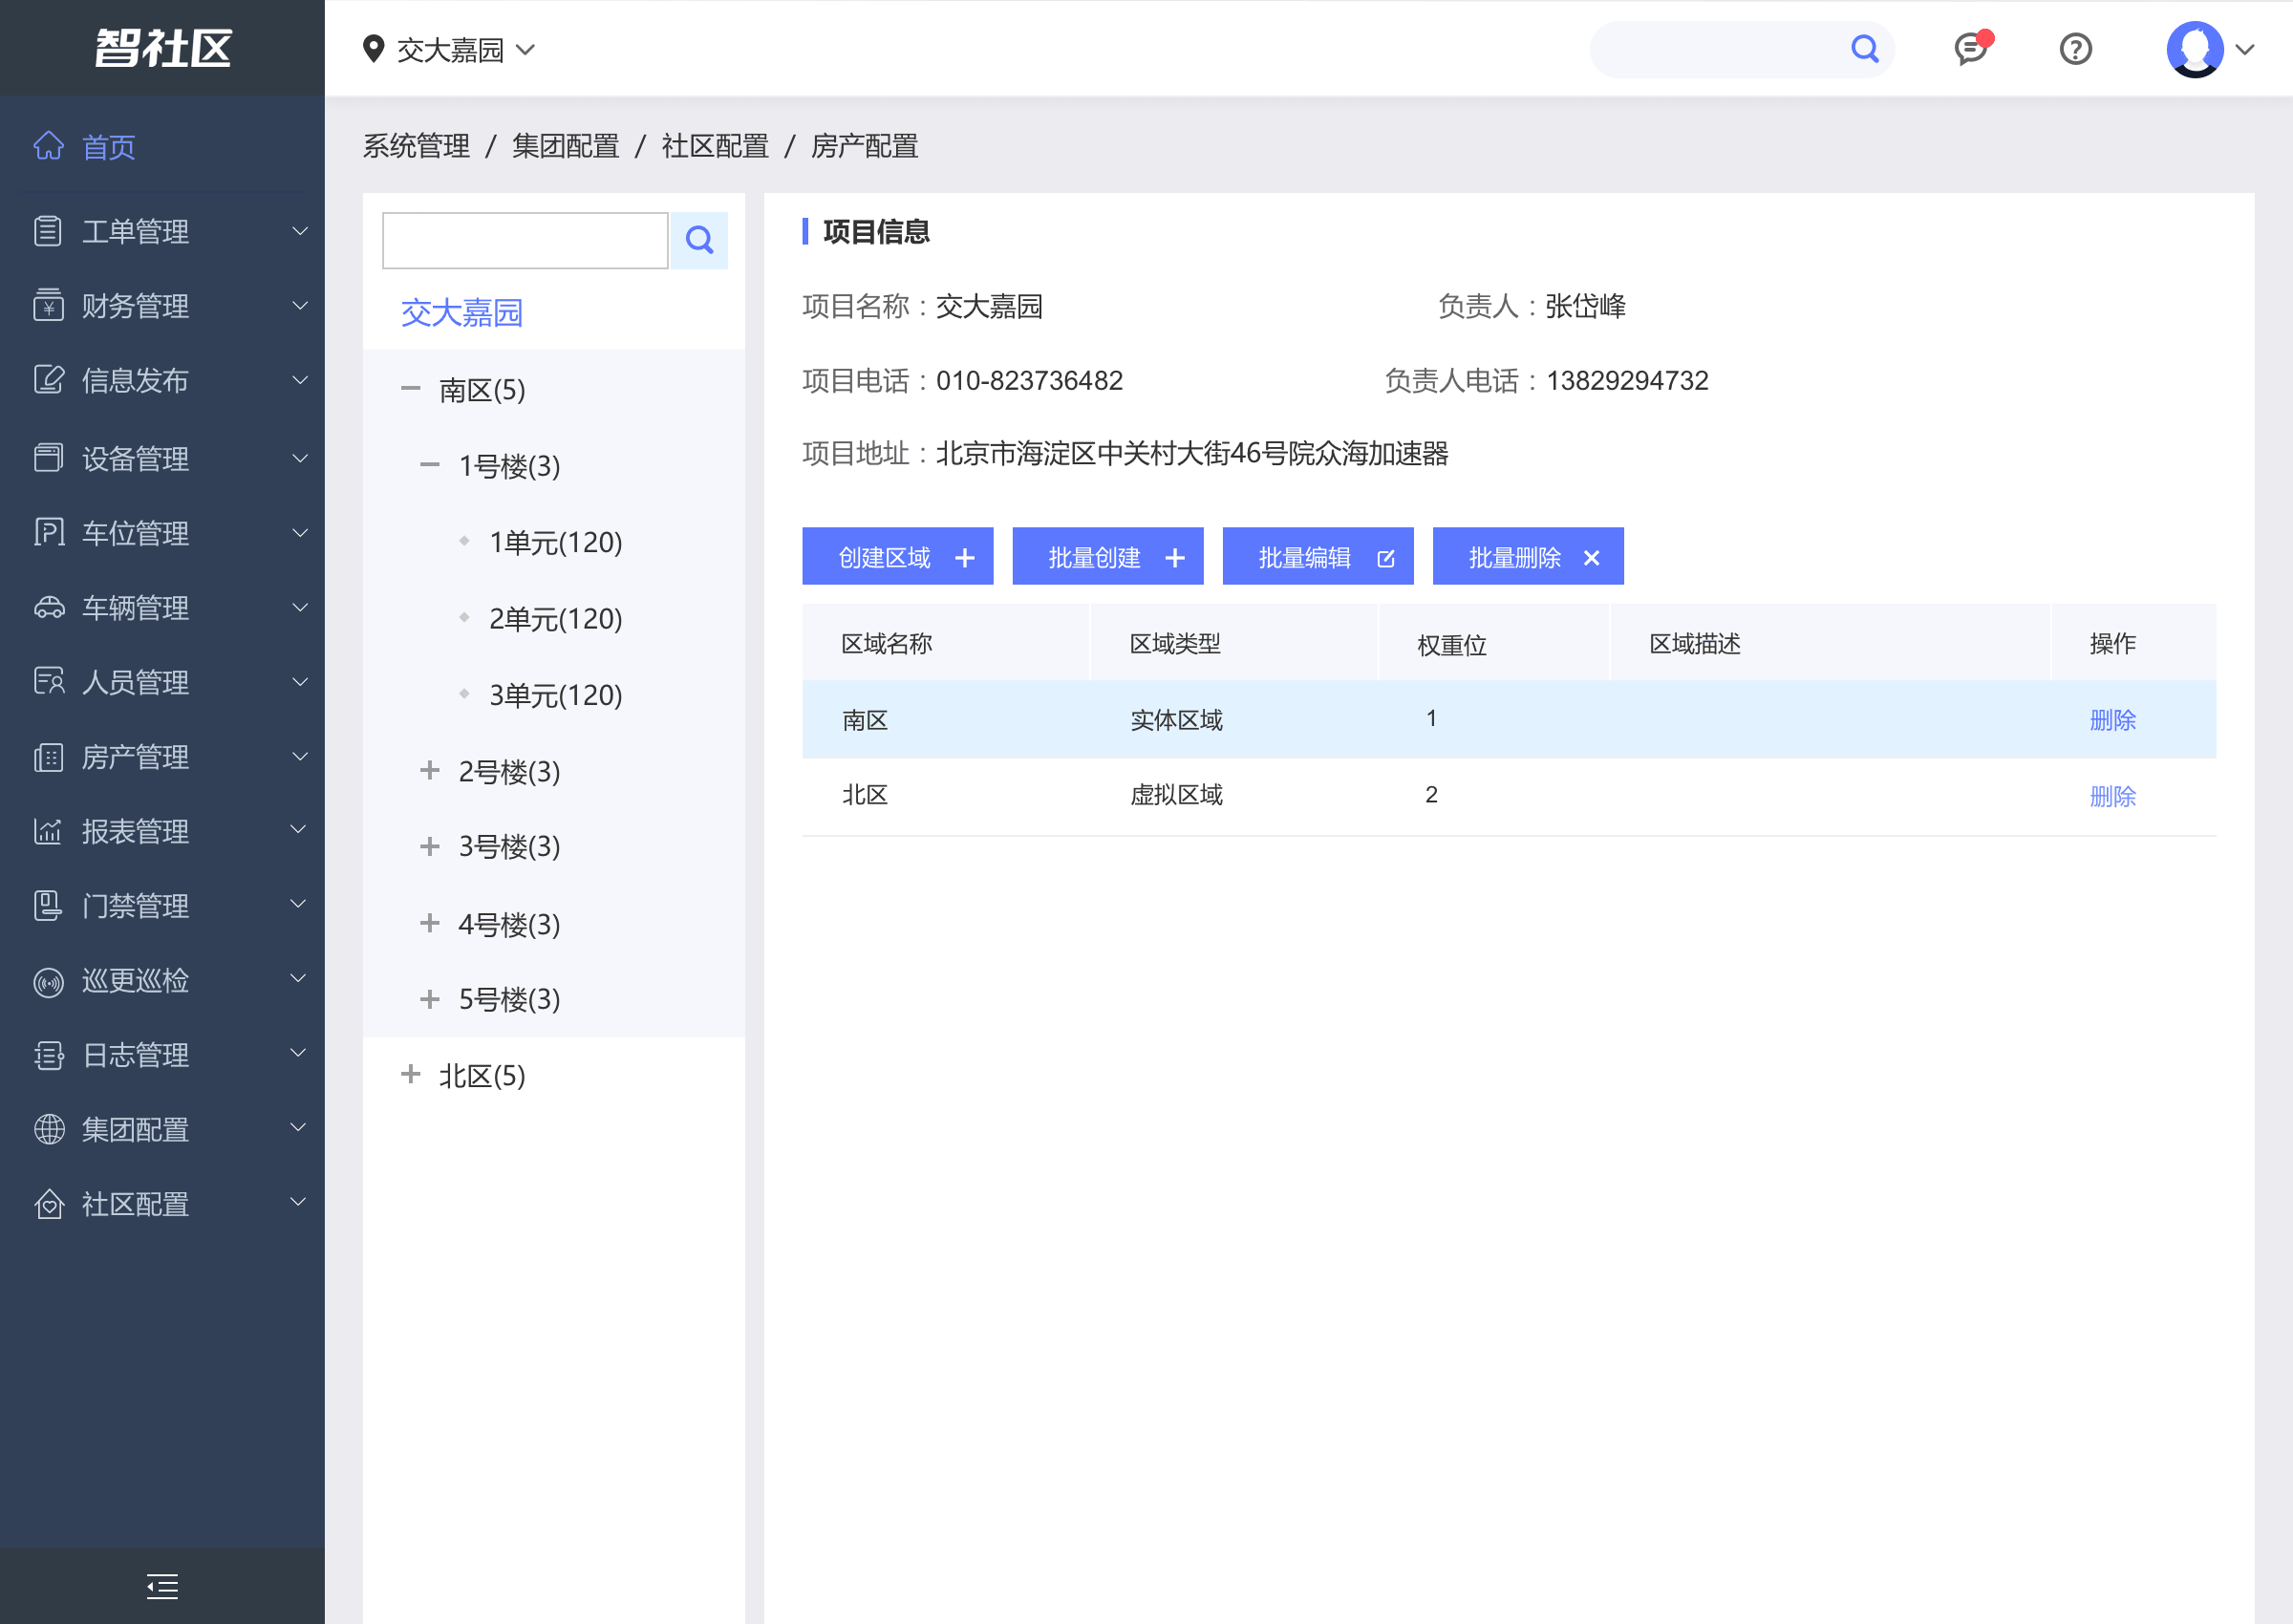 智社区
交大嘉园
首页
工单管理
财务管理
信息发布
设备管理
车位管理
车辆管理
人员管理
房产管理
报表管理
门禁管理
巡更巡检
日志管理
集团配置
社区配置
系统管理 / 集团配置 / 社区配置 / 房产配置
交大嘉园
南区(5)
1号楼(3)
1单元(120)
2单元(120)
3单元(120)
2号楼(3)
3号楼(3)
4号楼(3)
5号楼(3)
北区(5)
项目信息
项目名称：交大嘉园 负责人：张岱峰
项目电话：010-823736482 负责人电话：13829294732
项目地址：北京市海淀区中关村大街46号院众海加速器
创建区域 批量创建 批量编辑 批量删除
区域名称 区域类型 权重位 区域描述 操作
南区 实体区域 1 删除
北区 虚拟区域 2 删除